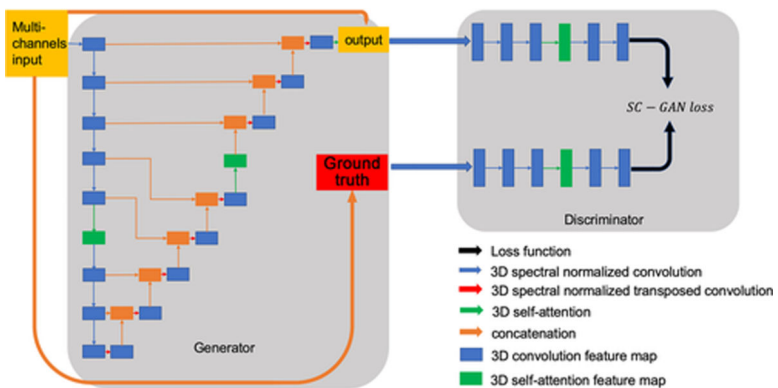 Multi-
channels
input
output
Ground
truth
Generator
SC − GAN loss
Discriminator
Loss function
3D spectral normalized convolution
3D spectral normalized transposed convolution
3D self-attention
concatenation
3D convolution feature map
3D self-attention feature map